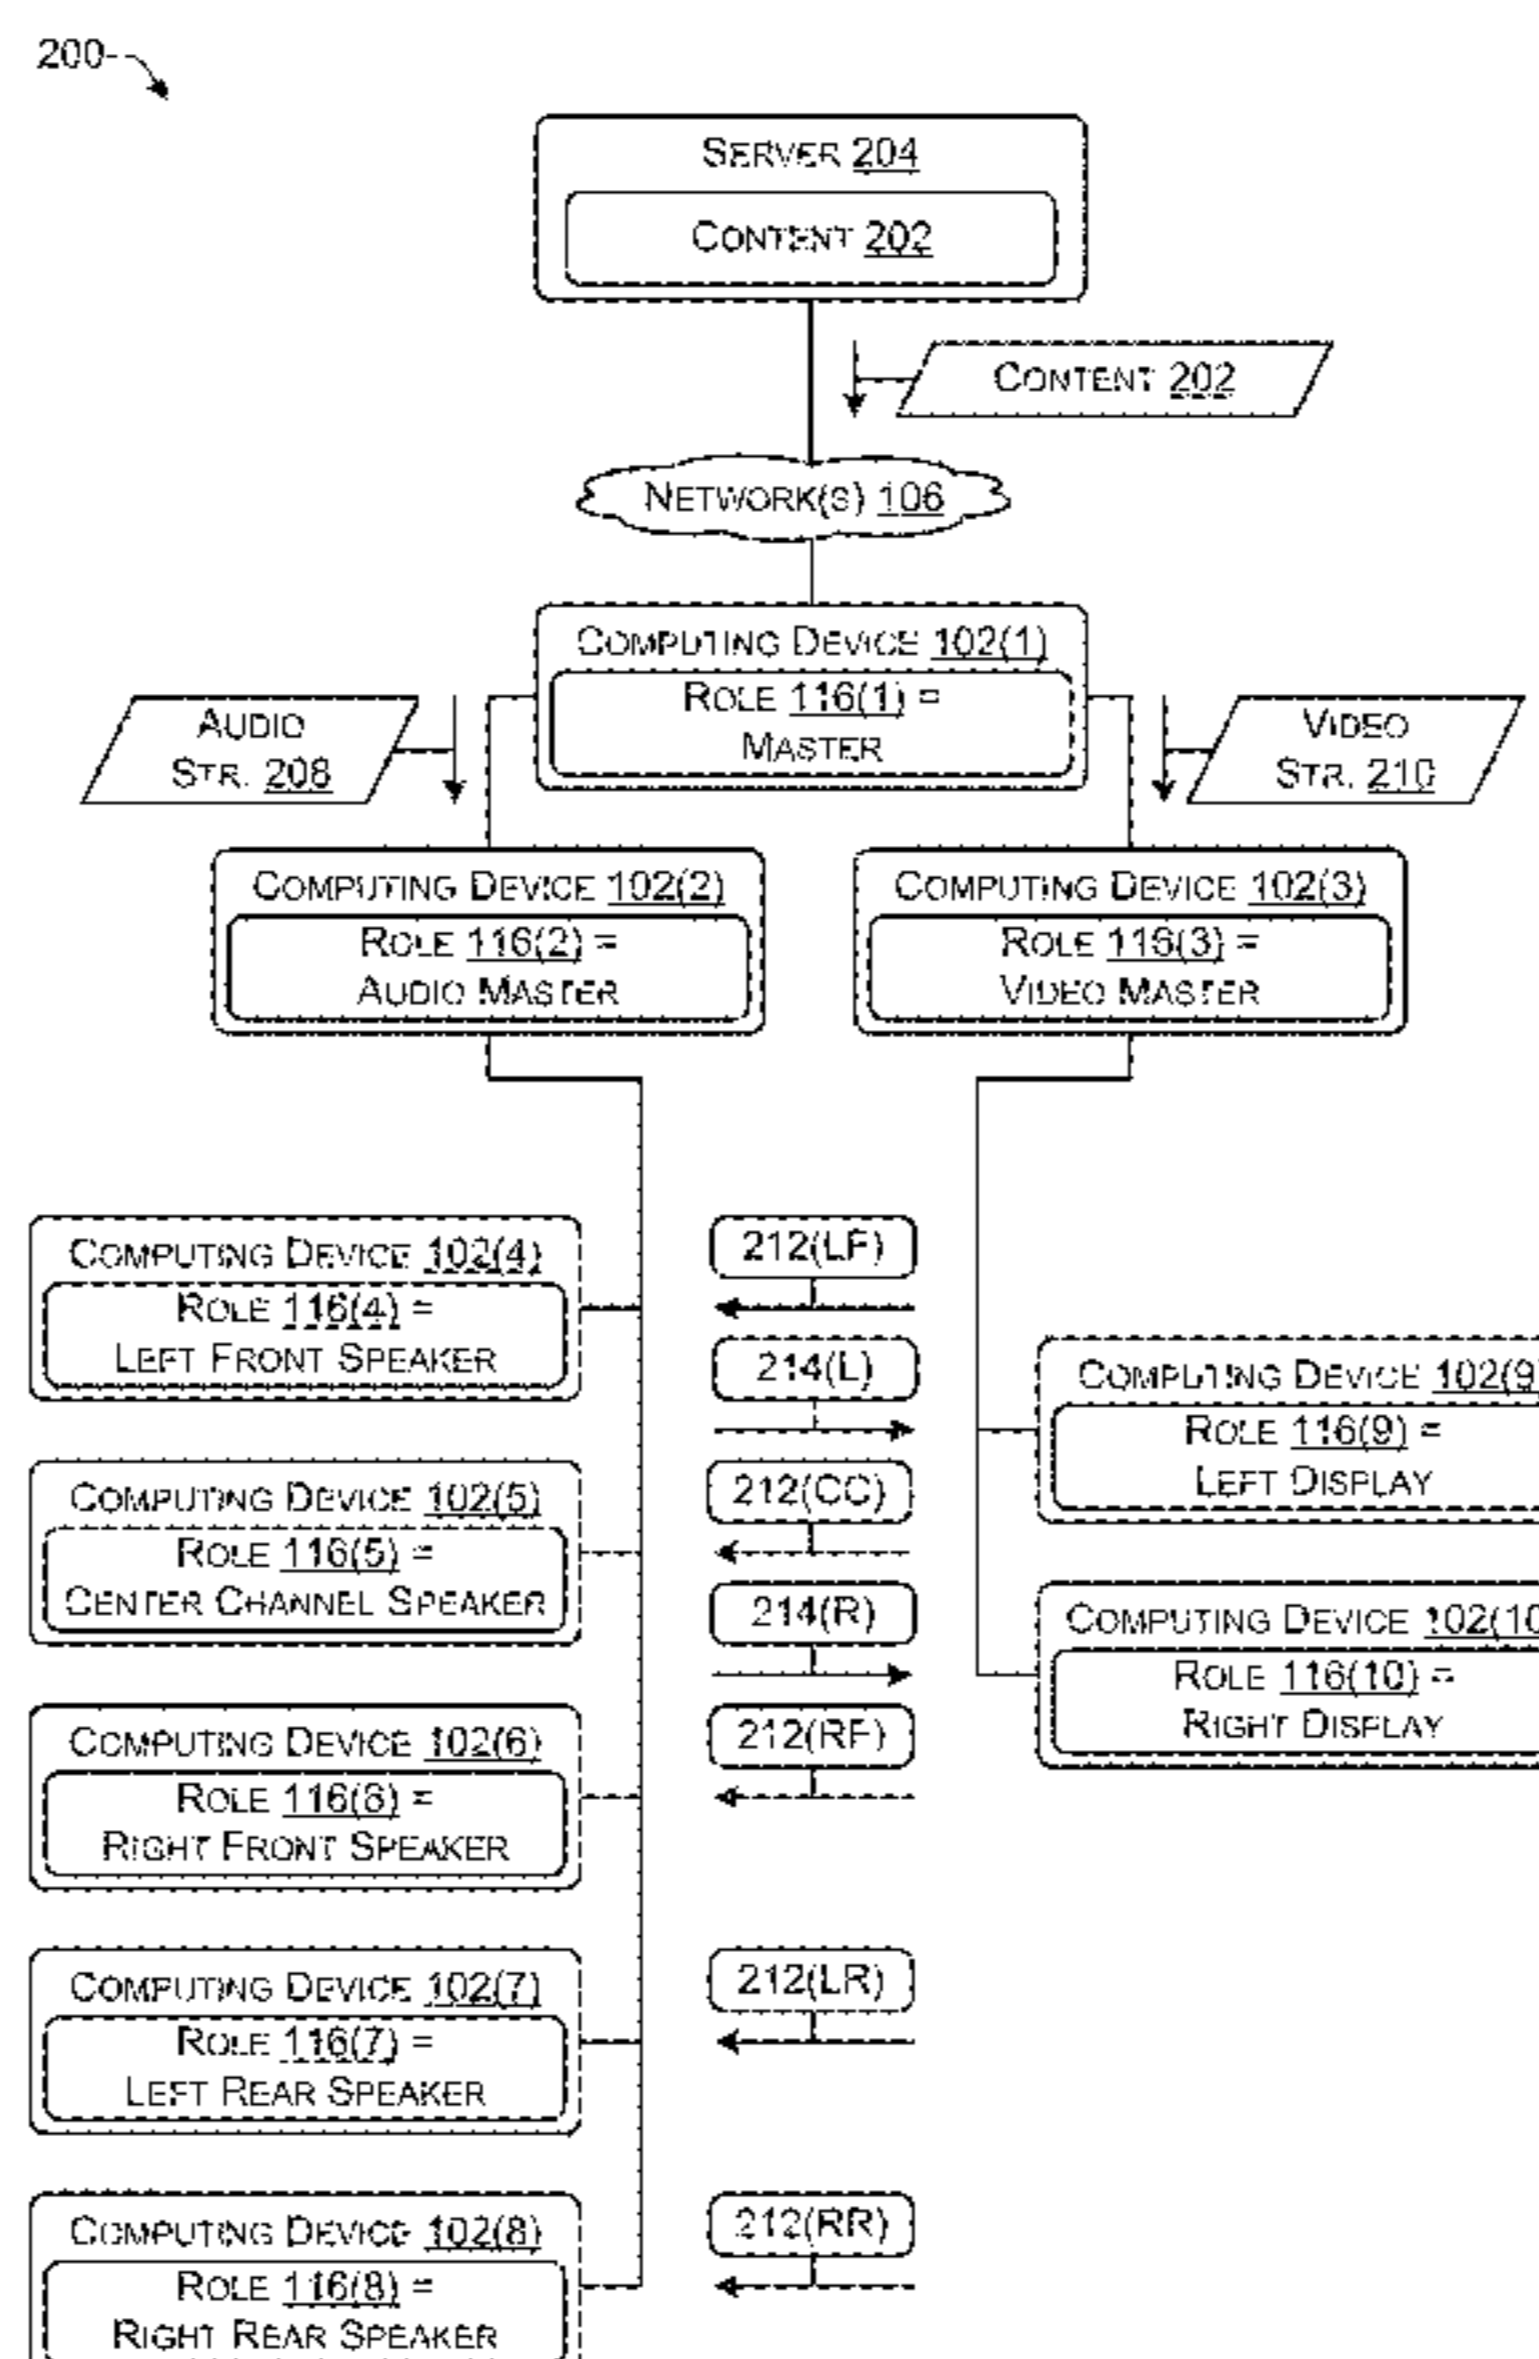 200
SERVER 204
CONTENT 202
CONTENT 202
NETWORK(S) 106
COMPUTING DEVICE 102(1)
ROLE 116(1) =
MASTER
AUDIO
STR. 208
VIDEO
STR. 210
COMPUTING DEVICE 102(2)
ROLE 116(2) =
AUDIO MASTER
COMPUTING DEVICE 102(3)
ROLE 116(3) =
VIDEO MASTER
COMPUTING DEVICE 102(4)
ROLE 116(4) =
LEFT FRONT SPEAKER
212(LF)
214(L)
COMPUTING DEVICE 102(9)
ROLE 116(9) =
LEFT DISPLAY
COMPUTING DEVICE 102(5)
ROLE 116(5) =
CENTER CHANNEL SPEAKER
212(CC)
214(R)
COMPUTING DEVICE 102(10
ROLE 116(10) =
RIGHT DISPLAY
COMPUTING DEVICE 102(6)
ROLE 116(6) =
RIGHT FRONT SPEAKER
212(RF)
COMPUTING DEVICE 102(7)
ROLE 116(7) =
LEFT REAR SPEAKER
212(LR)
COMPUTING DEVICE 102(8)
ROLE 116(8) =
RIGHT REAR SPEAKER
212(RR)